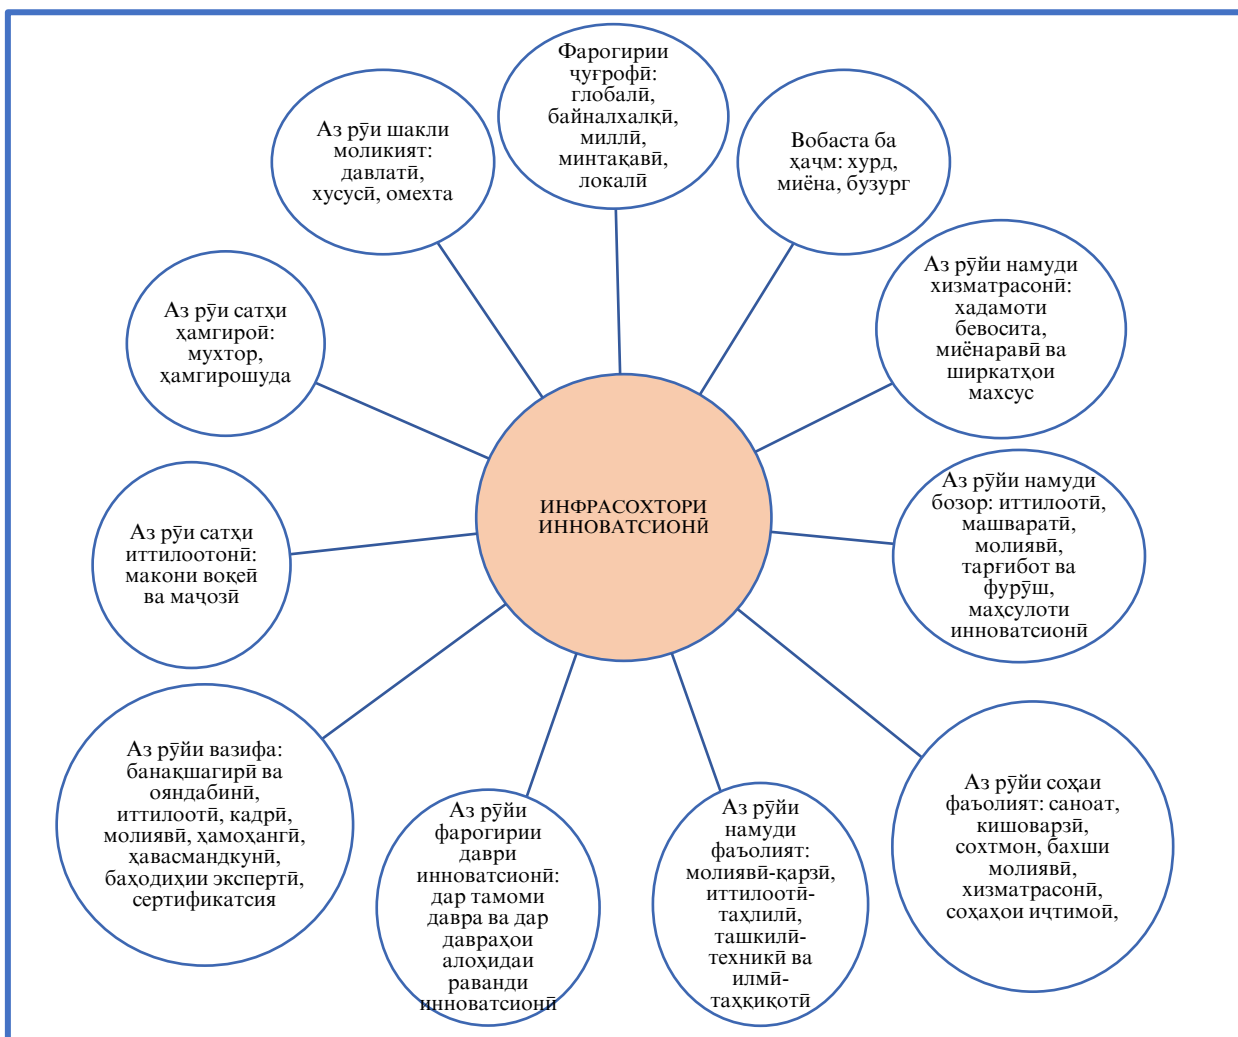 Фарогирии
ҷуғрофӣ:
глобалӣ,
байналхалқӣ,
миллӣ,
минтақавӣ,
локалӣ
Вобаста ба
ҳаҷм: хурд,
миёна, бузург
Аз рӯйи намуди
хизматрасонӣ:
хадамоти
бевосита,
миёнаравӣ ва
ширкатҳои
махсус
Аз рӯйи намуди
бозор: иттилоотӣ,
машваратӣ,
молиявӣ,
тарғибот ва
фурӯш,
маҳсулоти
инноватсионӣ
Аз рӯйи соҳаи
фаъолият: саноат,
кишоварзӣ,
сохтмон, бахши
молиявӣ,
хизматрасонӣ,
соҳаҳои иҷтимоӣ,
Аз рӯйи
намуди
фаъолият:
молиявӣ-қарзӣ,
иттилоотӣ-
таҳлилӣ,
ташкилӣ-
техникӣ ва
илмӣ-
таҳқиқотӣ
Аз рӯйи
фарогирии
даври
инноватсионӣ:
дар тамоми
давра ва дар
давраҳои
алоҳидаи
раванди
инноватсионӣ
Аз рӯйи вазифа:
банақшагирӣ ва
ояндабинӣ,
иттилоотӣ, кадрӣ,
молиявӣ, ҳамоҳангӣ,
ҳавасмандкунӣ,
баҳодиҳии экспертӣ,
сертификатсия
Аз рӯи сатҳи
иттилоотонӣ:
макони воқеӣ
ва маҷозӣ
Аз рӯи сатҳи
ҳамгироӣ:
мухтор,
ҳамгирошуда
Аз рӯи шакли
моликият:
давлатӣ,
хусусӣ, омехта
ИНФРАСОХТОРИ
ИННОВАТСИОНӢ